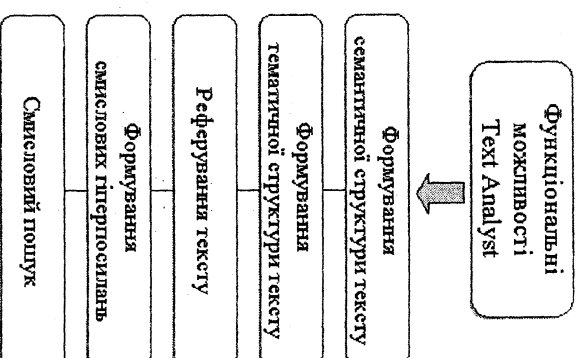 Функціональні
можливості
Text Analyst
Формування
семантичної структури тексту
Формування
тематичної структури тексту
Реферування тексту
Формування
смислових гіперпосилань
Смисловий пошук